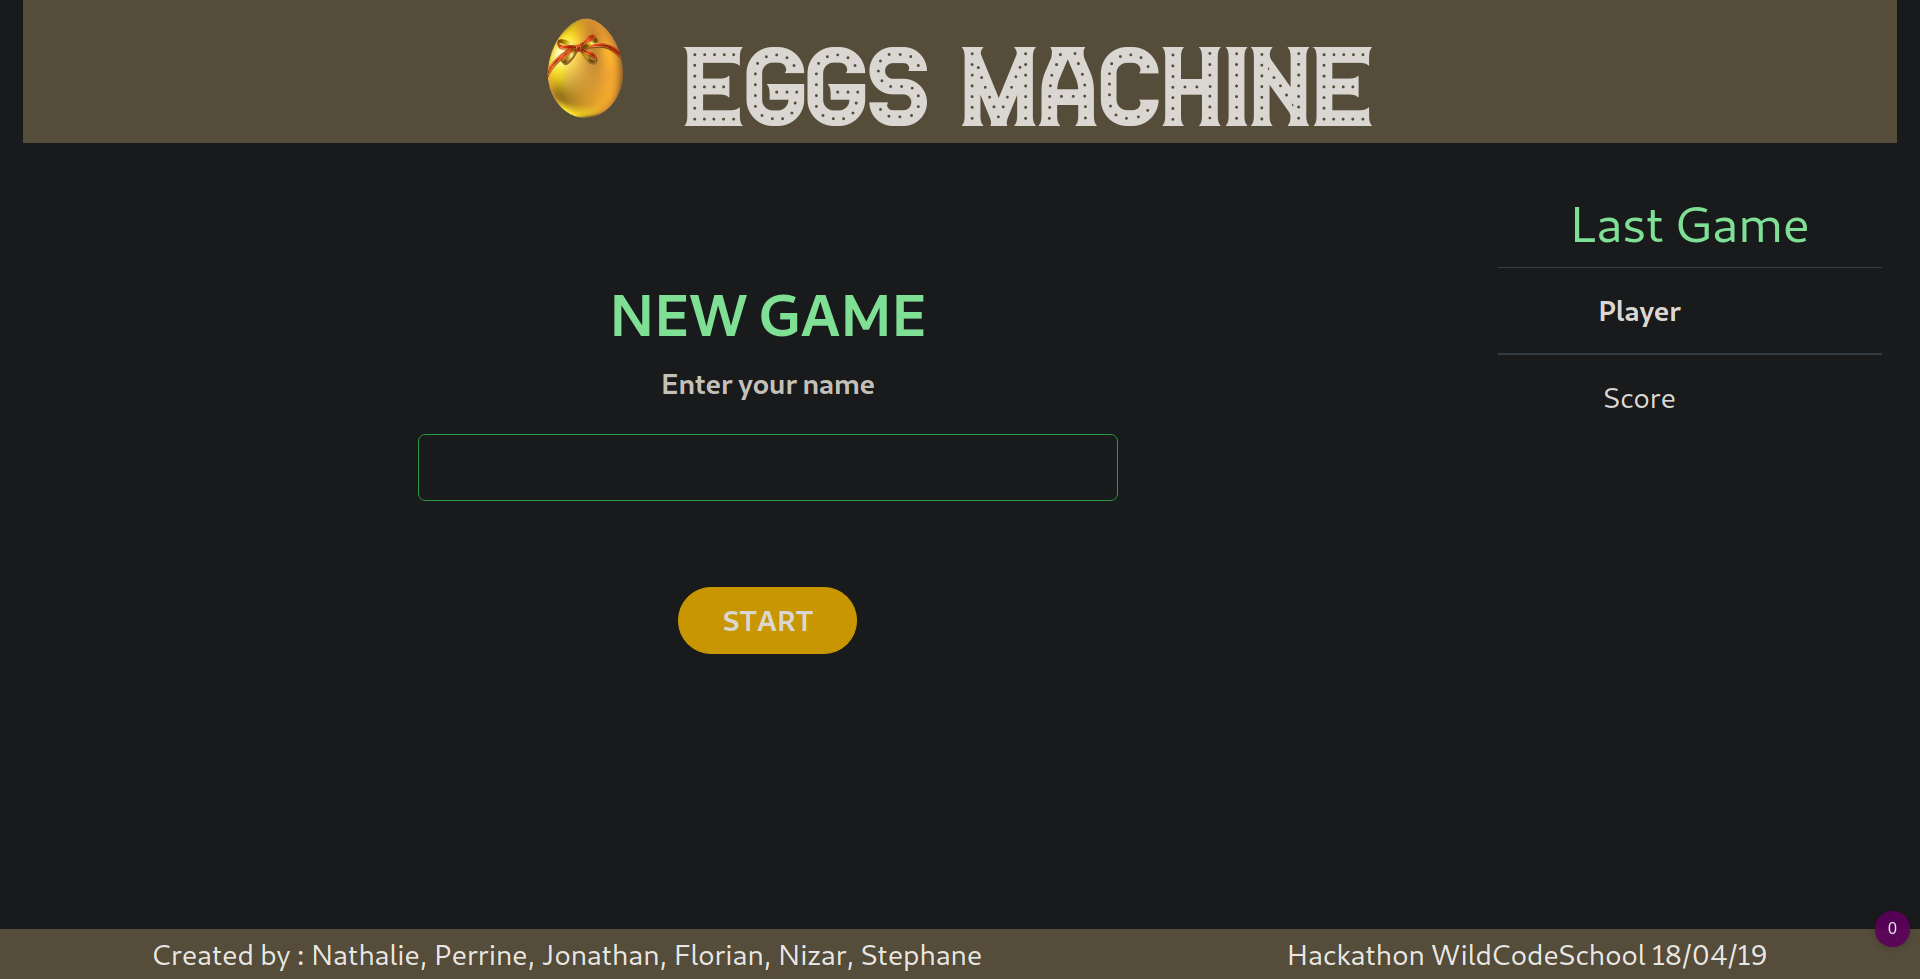 EGGS MACHINE
Last Game
NEW GAME
Player
Enter your name
Score
START
0
Created by : Nathalie, Perrine, Jonathan, Florian, Nizar, Stephane
Hackathon WildCodeSchool 18/04/19